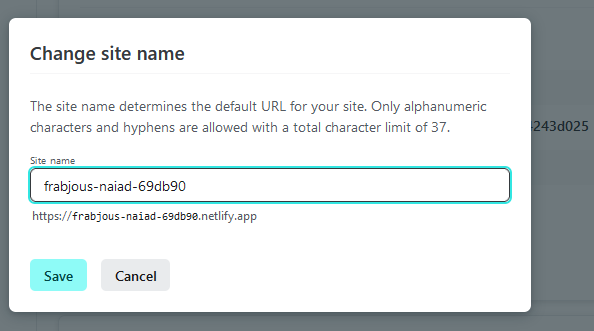 Change site name
The site name determines the default URL for your site. Only alphanumeric
characters and hyphens are allowed with a total character limit of 37.
243d025
Site name
frabjous-naiad-69db90
https://frabjous-naiad-69db90.netlify.app
Save
Cancel